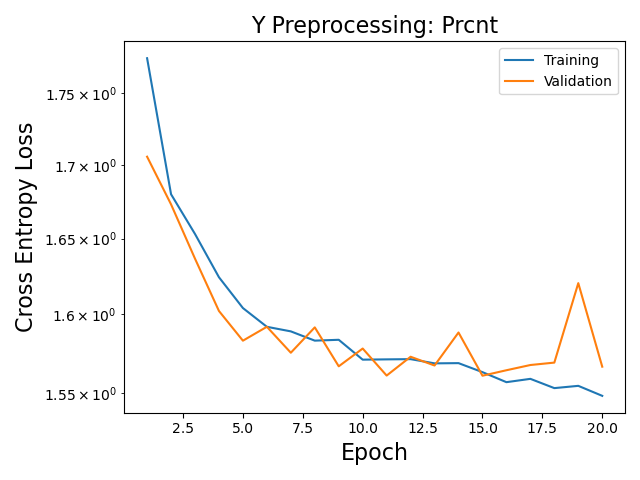 Y Preprocessing: Prcnt
Training
Validation
Cross Entropy Loss
1.75 × 10⁰
1.7 × 10⁰
1.65 × 10⁰
1.6 × 10⁰
1.55 × 10⁰
2.5 5.0 7.5 10.0 12.5 15.0 17.5 20.0
Epoch